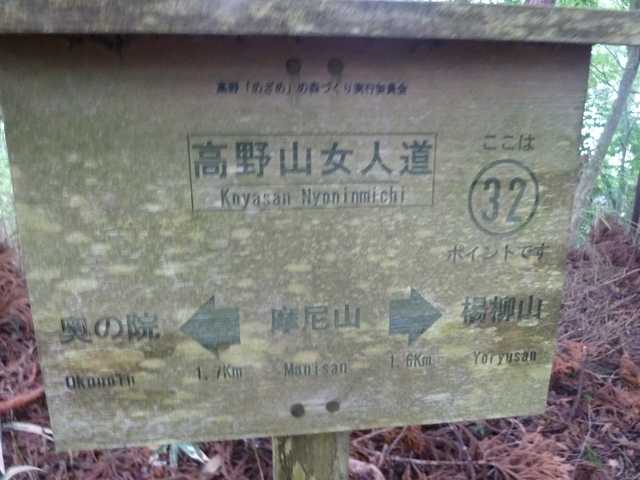 高野「めざめ」の森づくり実行委員会
高野山女人道
Koyasan Nyoninmichi
ここは
32
ポイントです
奥の院 摩尼山 楊柳山
OkunoIn 1.7Km Manisan 1.6Km Yoryusan